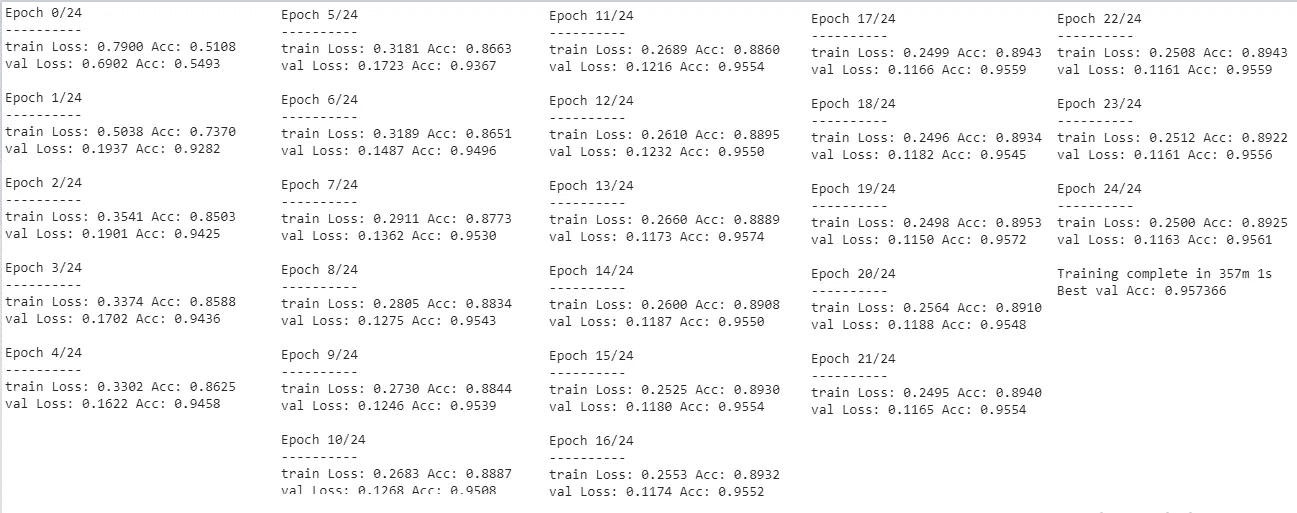 Epoch 0/24
----------
train Loss: 0.7900 Acc: 0.5108
val Loss: 0.6902 Acc: 0.5493
Epoch 1/24
----------
train Loss: 0.5038 Acc: 0.7370
val Loss: 0.1937 Acc: 0.9282
Epoch 2/24
----------
train Loss: 0.3541 Acc: 0.8503
val Loss: 0.1901 Acc: 0.9425
Epoch 3/24
----------
train Loss: 0.3374 Acc: 0.8588
val Loss: 0.1702 Acc: 0.9436
Epoch 4/24
----------
train Loss: 0.3302 Acc: 0.8625
val Loss: 0.1622 Acc: 0.9458
Epoch 5/24
----------
train Loss: 0.3181 Acc: 0.8663
val Loss: 0.1723 Acc: 0.9367
Epoch 6/24
----------
train Loss: 0.3189 Acc: 0.8651
val Loss: 0.1487 Acc: 0.9496
Epoch 7/24
----------
train Loss: 0.2911 Acc: 0.8773
val Loss: 0.1362 Acc: 0.9530
Epoch 8/24
----------
train Loss: 0.2805 Acc: 0.8834
val Loss: 0.1275 Acc: 0.9543
Epoch 9/24
----------
train Loss: 0.2730 Acc: 0.8844
val Loss: 0.1246 Acc: 0.9539
Epoch 10/24
----------
train Loss: 0.2683 Acc: 0.8887
val Loss: 0.1268 Acc: 0.9508
Epoch 11/24
----------
train Loss: 0.2689 Acc: 0.8860
val Loss: 0.1216 Acc: 0.9554
Epoch 12/24
----------
train Loss: 0.2610 Acc: 0.8895
val Loss: 0.1232 Acc: 0.9550
Epoch 13/24
----------
train Loss: 0.2660 Acc: 0.8889
val Loss: 0.1173 Acc: 0.9574
Epoch 14/24
----------
train Loss: 0.2600 Acc: 0.8908
val Loss: 0.1187 Acc: 0.9550
Epoch 15/24
----------
train Loss: 0.2525 Acc: 0.8930
val Loss: 0.1180 Acc: 0.9554
Epoch 16/24
----------
train Loss: 0.2553 Acc: 0.8932
val Loss: 0.1174 Acc: 0.9552
Epoch 17/24
----------
train Loss: 0.2499 Acc: 0.8943
val Loss: 0.1166 Acc: 0.9559
Epoch 18/24
----------
train Loss: 0.2496 Acc: 0.8934
val Loss: 0.1182 Acc: 0.9545
Epoch 19/24
----------
train Loss: 0.2498 Acc: 0.8953
val Loss: 0.1150 Acc: 0.9572
Epoch 20/24
----------
train Loss: 0.2564 Acc: 0.8910
val Loss: 0.1188 Acc: 0.9548
Epoch 21/24
----------
train Loss: 0.2495 Acc: 0.8940
val Loss: 0.1165 Acc: 0.9554
Epoch 22/24
----------
train Loss: 0.2508 Acc: 0.8943
val Loss: 0.1161 Acc: 0.9559
Epoch 23/24
----------
train Loss: 0.2512 Acc: 0.8922
val Loss: 0.1161 Acc: 0.9556
Epoch 24/24
----------
train Loss: 0.2500 Acc: 0.8925
val Loss: 0.1163 Acc: 0.9561
Training complete in 357m 1s
Best val Acc: 0.957366